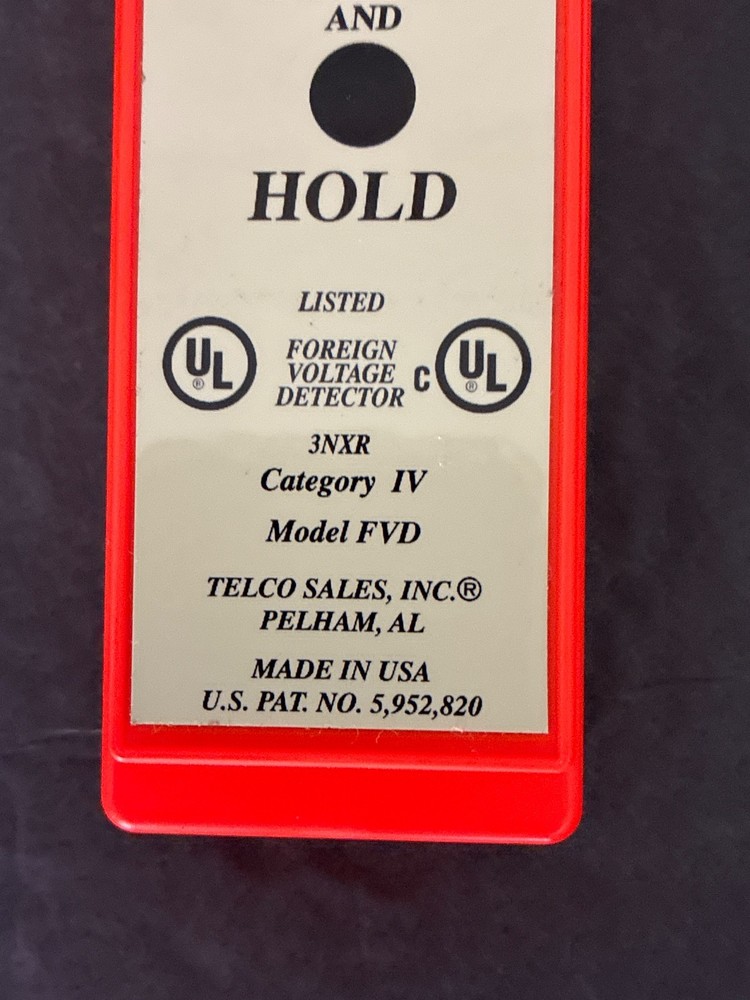 AND
HOLD
LISTED
UL ®
FOREIGN
VOLTAGE
DETECTOR
C UL ®
3NXR
Category IV
Model FVD
TELCO SALES, INC.®
PELHAM, AL
MADE IN USA
U.S. PAT. NO. 5,952,820